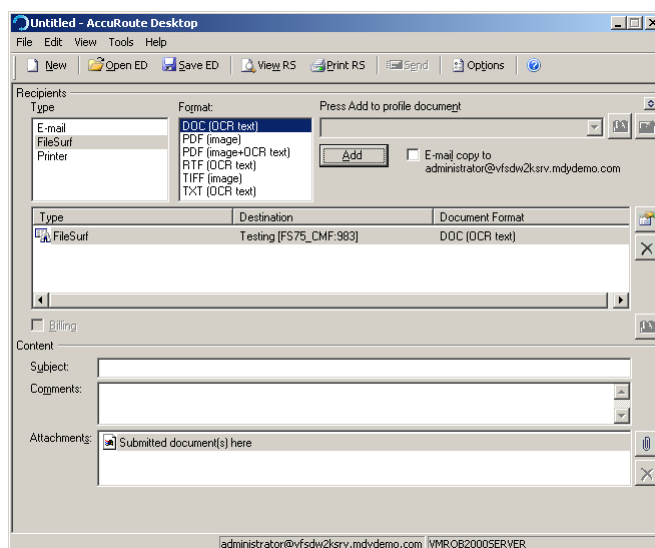 Untitled - AccuRoute Desktop
File Edit View Tools Help
New Open ED Save ED View RS Print RS Send Options
Recipients
Type Format: Press Add to profile document
E-mail
FileSurf
Printer
DOC (OCR text)
PDF (image)
PDF (image+OCR text)
RTF (OCR text)
TIFF (image)
TXT (OCR text)
Add E-mail copy to
administrator@vfsdw2ksrv.mdydemo.com
Type Destination Document Format
FileSurf Testing [FS75_CMF:983] DOC (OCR text)
Billing
Content
Subject:
Comments:
Attachments: Submitted document(s) here
administrator@vfsdw2ksrv.mdydemo.com VMROB2000SERVER